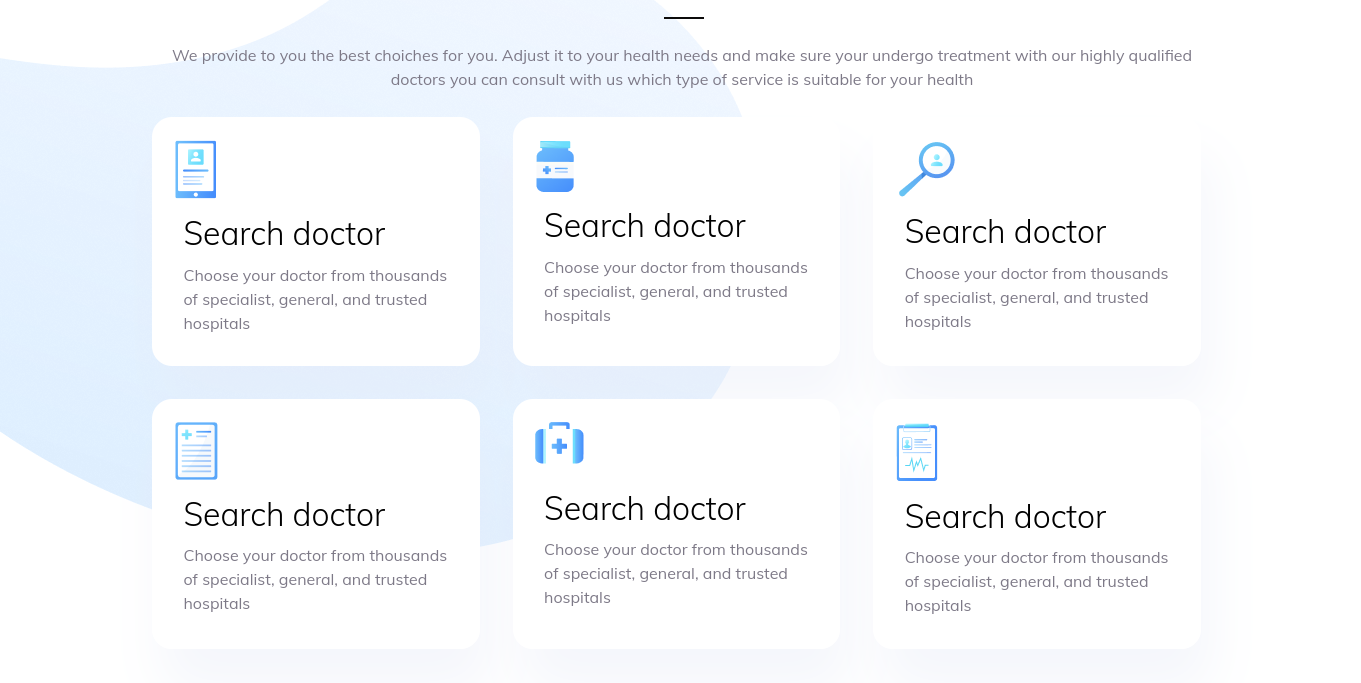 We provide to you the best choiches for you. Adjust it to your health needs and make sure your undergo treatment with our highly qualified
doctors you can consult with us which type of service is suitable for your health
Search doctor
Choose your doctor from thousands
of specialist, general, and trusted
hospitals
Search doctor
Choose your doctor from thousands
of specialist, general, and trusted
hospitals
Search doctor
Choose your doctor from thousands
of specialist, general, and trusted
hospitals
Search doctor
Choose your doctor from thousands
of specialist, general, and trusted
hospitals
Search doctor
Choose your doctor from thousands
of specialist, general, and trusted
hospitals
Search doctor
Choose your doctor from thousands
of specialist, general, and trusted
hospitals